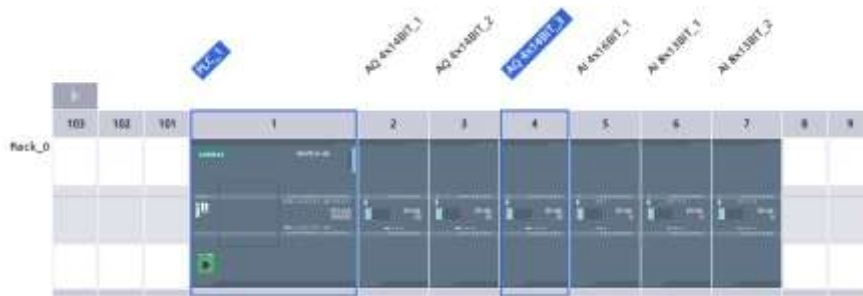 PLC_1
AQ 4x14BIT_1
AQ 4x14BIT_2
AQ 4x14BIT_3
AI 4x16BIT_1
AI 8x13BIT_1
AI 8x13BIT_2
103 102 101 1 2 3 4 5 6 7 8 9
Rack_0
SIEMENS